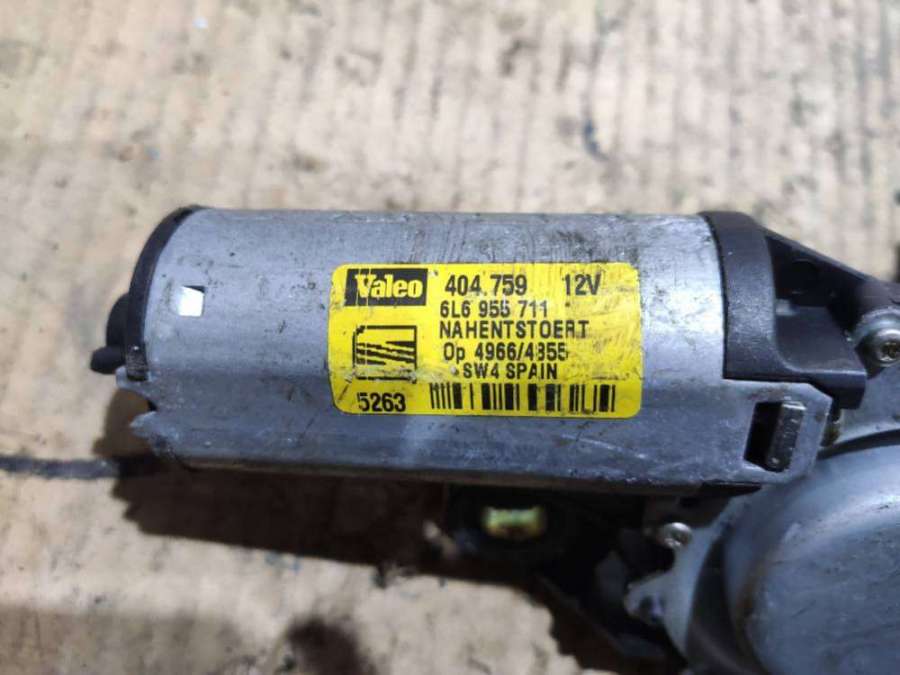 Valeo 404.759 12V
6L6 955 711
NAHENTSTOERT
Op 4966/4855
SW4 SPAIN
5263